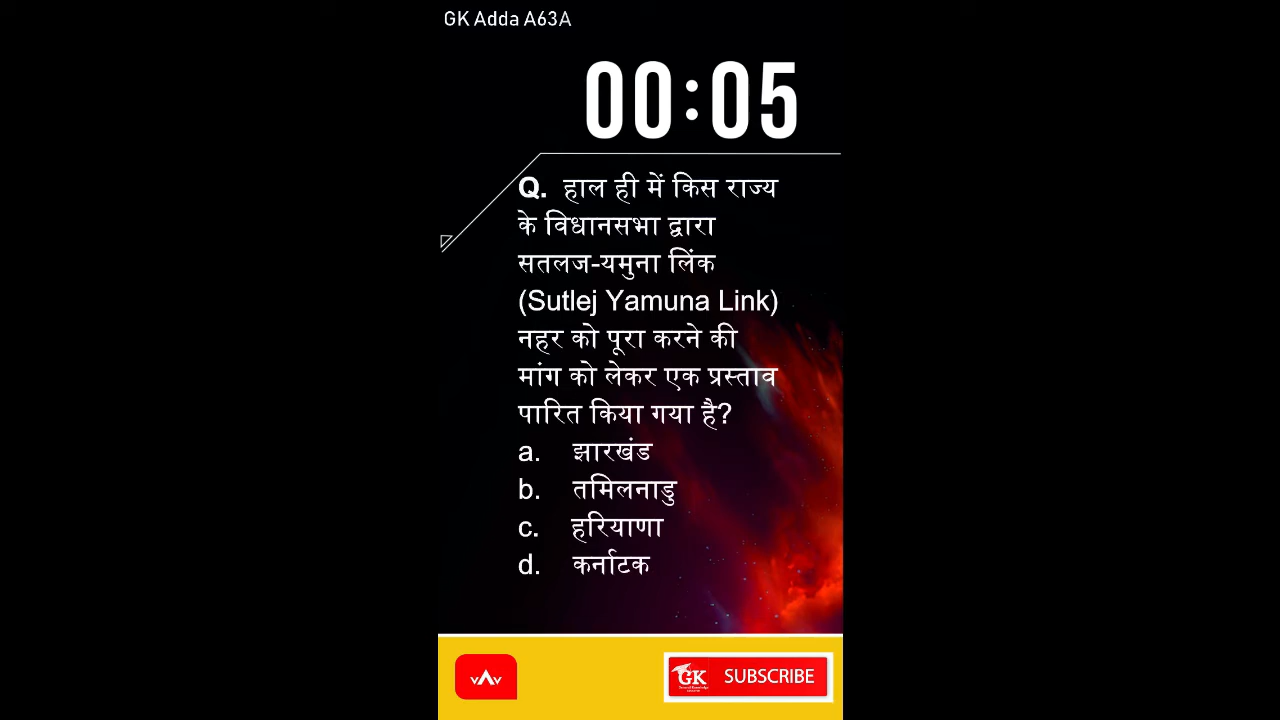 GK Adda A63A
00:05
Q. हाल ही में किस राज्य
के विधानसभा द्वारा
सतलज-यमुना लिंक
(Sutlej Yamuna Link)
नहर को पूरा करने की
मांग को लेकर एक प्रस्ताव
पारित किया गया है?
a. झारखंड
b. तमिलनाडु
c. हरियाणा
d. कर्नाटक
GK SUBSCRIBE